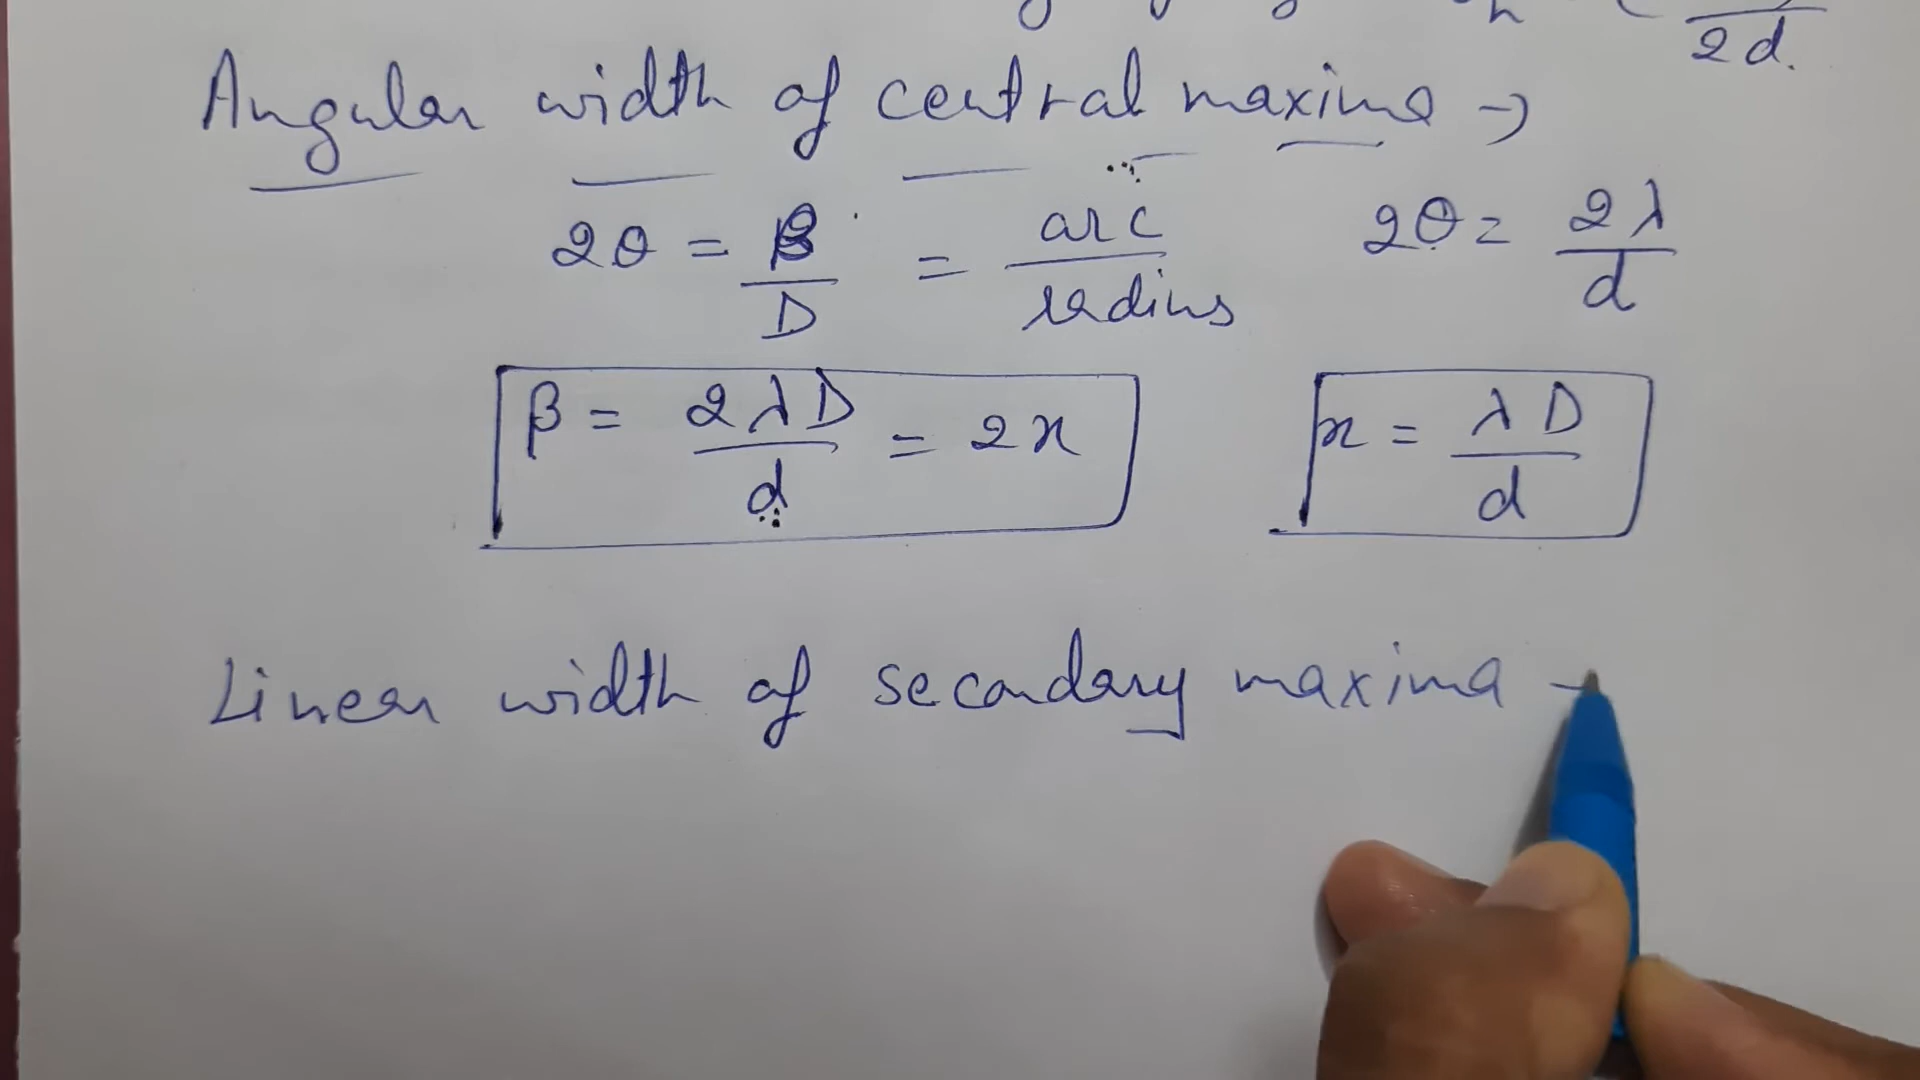 2d.
Angular width of central maxima →
2θ = β/D = arc/radius 2θ = 2λ/d
β = 2λD/d = 2x x = λD/d
Linear width of secondary maxima →